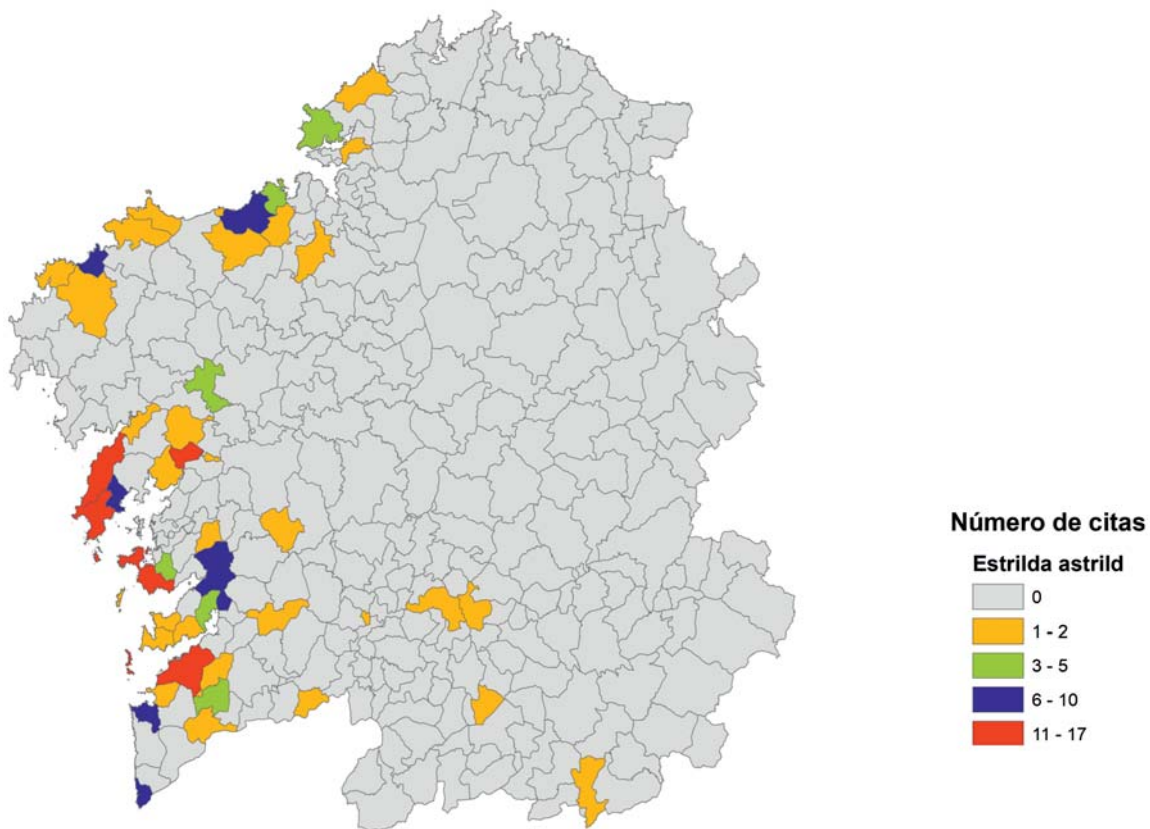 Número de citas
Estrilda astrild
0
1 - 2
3 - 5
6 - 10
11 - 17